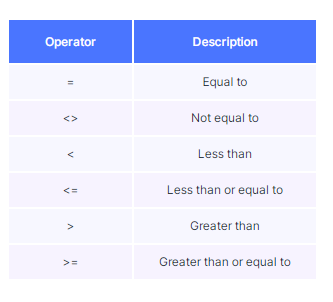 Operator Description
= Equal to
<> Not equal to
< Less than
<= Less than or equal to
> Greater than
>= Greater than or equal to